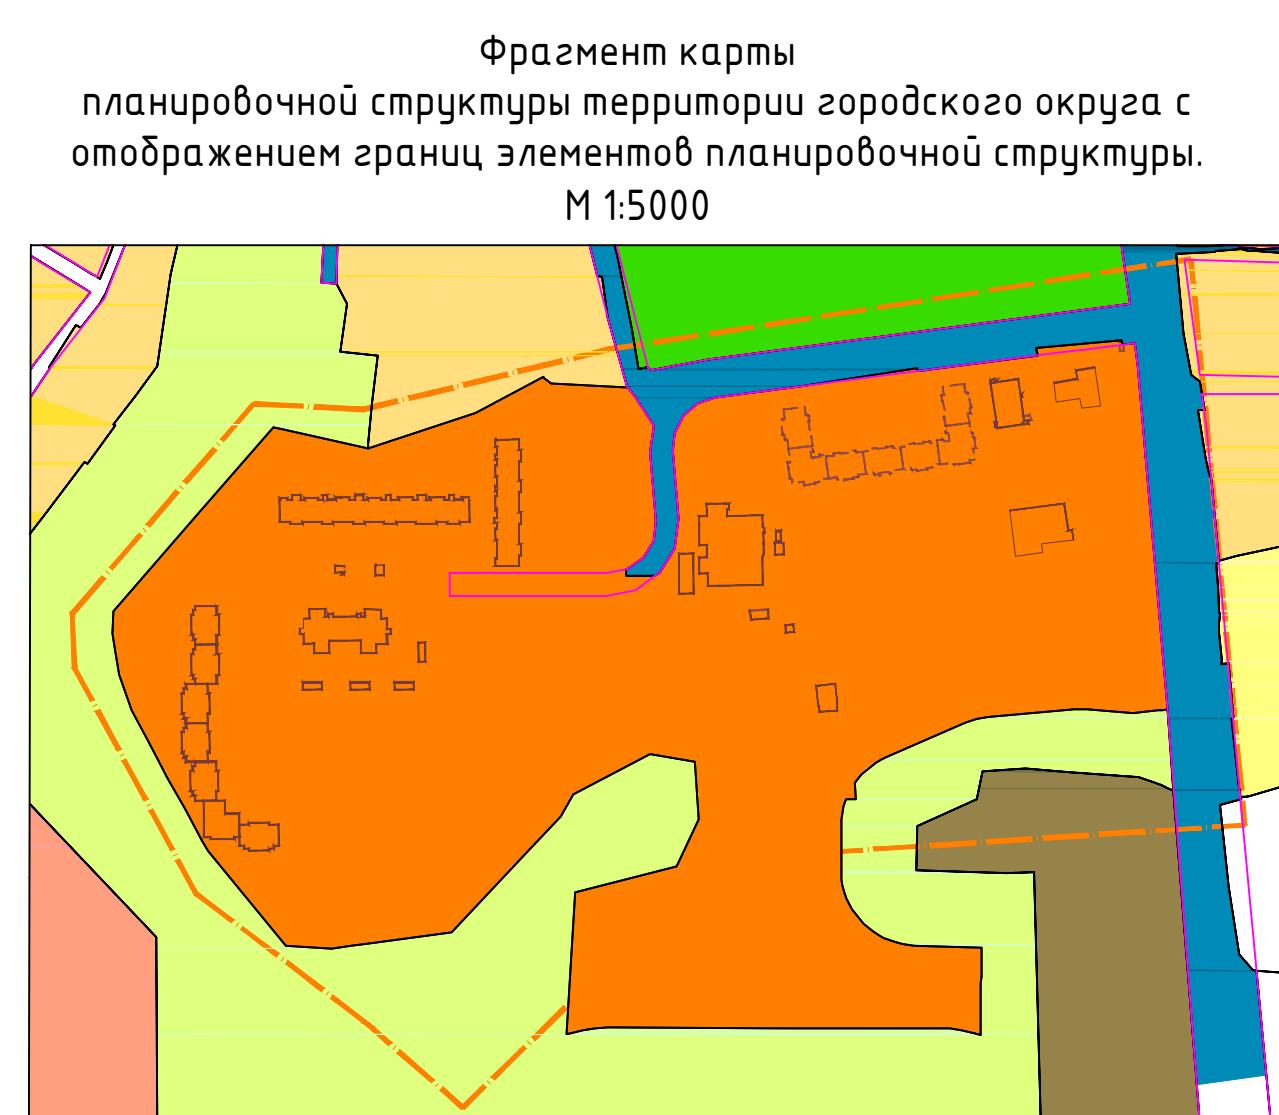 Фрагмент карты
планировочной структуры территории городского округа с
отображением границ элементов планировочной структуры.
М 1:5000